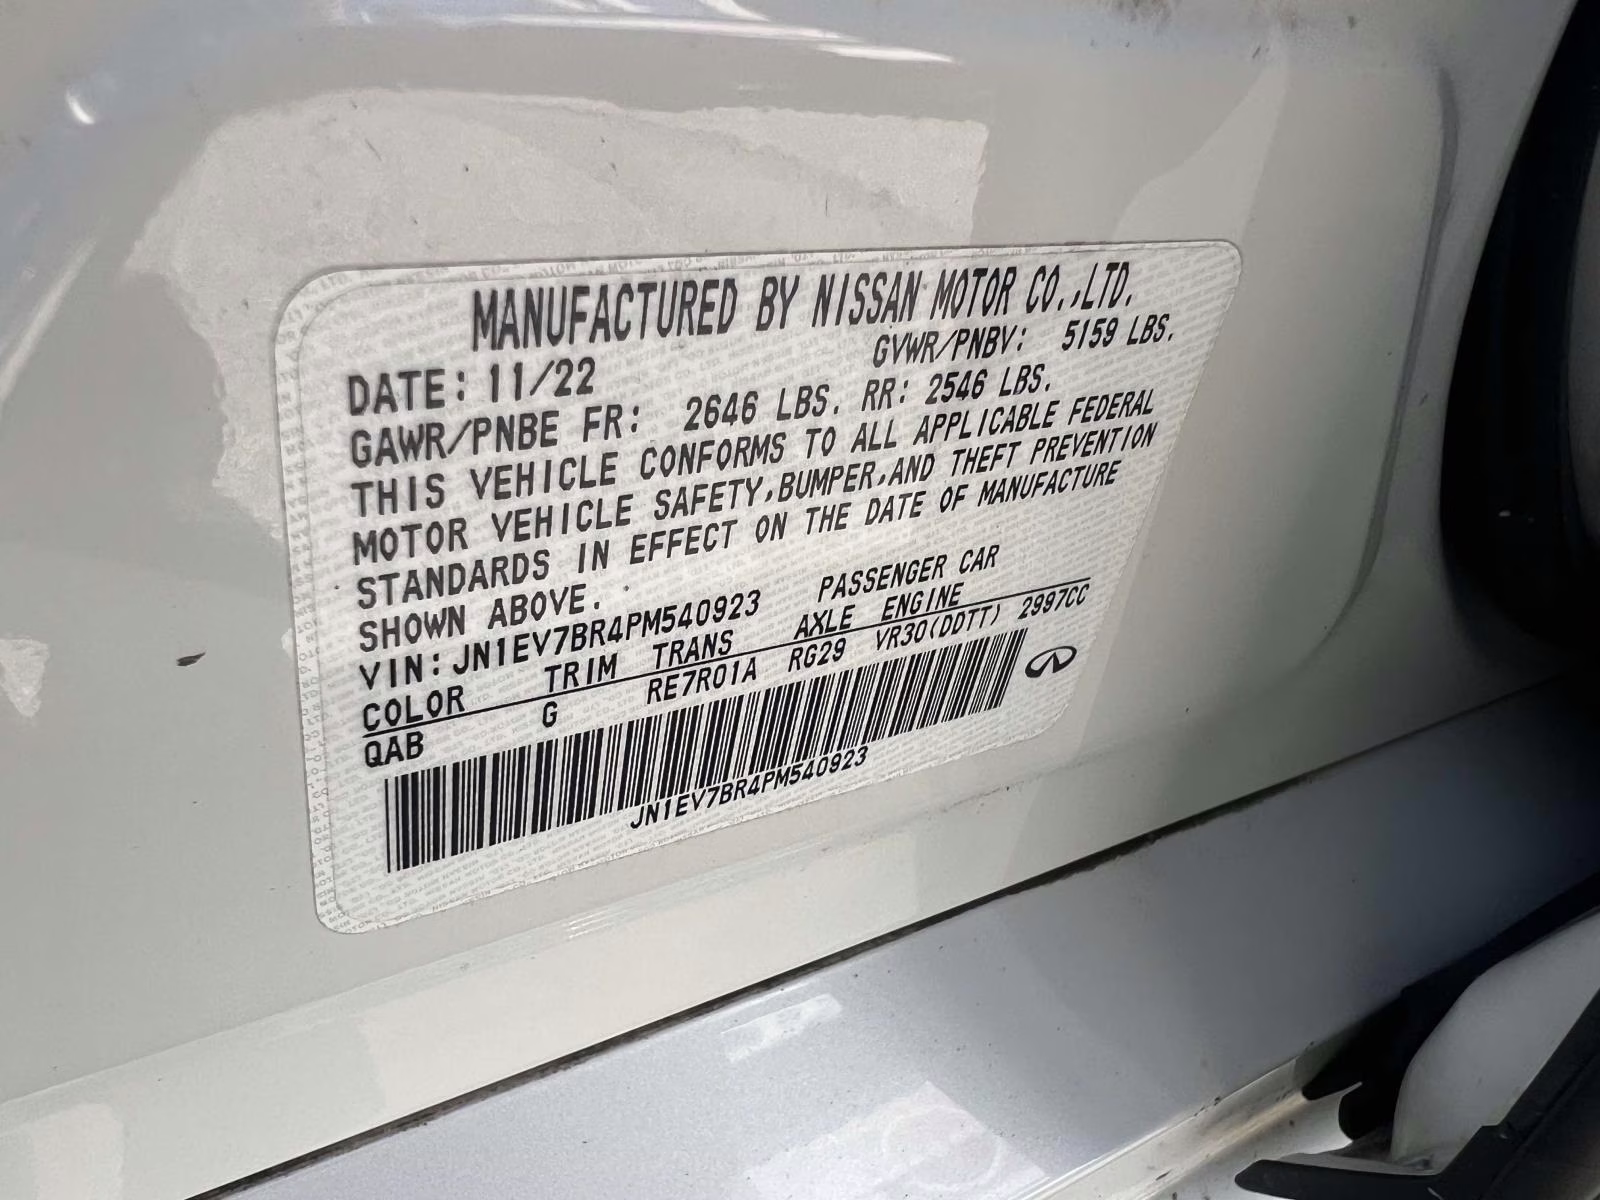 MANUFACTURED BY NISSAN MOTOR CO.,LTD.
DATE: 11/22 GVWR/PNBV: 5159 LBS.
GAWR/PNBE FR: 2646 LBS. RR: 2546 LBS.
THIS VEHICLE CONFORMS TO ALL APPLICABLE FEDERAL
MOTOR VEHICLE SAFETY,BUMPER,AND THEFT PREVENTION
STANDARDS IN EFFECT ON THE DATE OF MANUFACTURE
SHOWN ABOVE.
VIN: JN1EV7BR4PM540923 PASSENGER CAR
COLOR TRIM TRANS AXLE ENGINE
QAB G RE7R01A RG29 VR30(DDTT) 2997CC
JN1EV7BR4PM540923